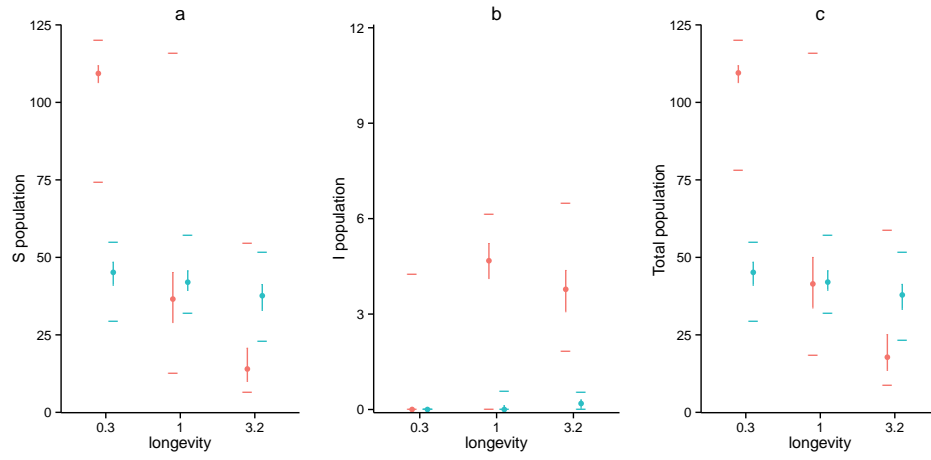 a
S population
125
100
75
50
25
0
0.3 1 3.2
longevity
b
I population
12
9
6
3
0
0.3 1 3.2
longevity
c
Total population
125
100
75
50
25
0
0.3 1 3.2
longevity